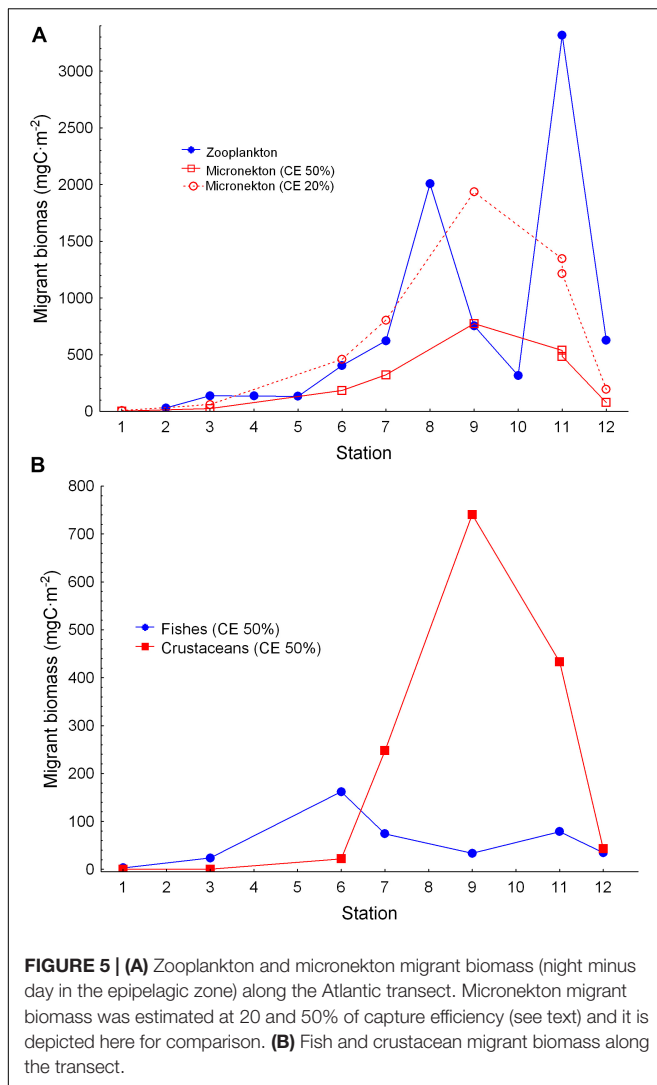 A
Migrant biomas (mgC·m⁻²)
3000
2500
2000
1500
1000
500
0
Zooplankton
Micronekton (CE 50%)
Micronekton (CE 20%)
1 2 3 4 5 6 7 8 9 10 11 12
Station
B
Migrant biomass (mgC·m⁻²)
800
700
600
500
400
300
200
100
0
Fishes (CE 50%)
Crustaceans (CE 50%)
1 2 3 4 5 6 7 8 9 10 11 12
Station
FIGURE 5 | (A) Zooplankton and micronekton migrant biomass (night minus
day in the epipelagic zone) along the Atlantic transect. Micronekton migrant
biomass was estimated at 20 and 50% of capture efficiency (see text) and it is
depicted here for comparison. (B) Fish and crustacean migrant biomass along
the transect.